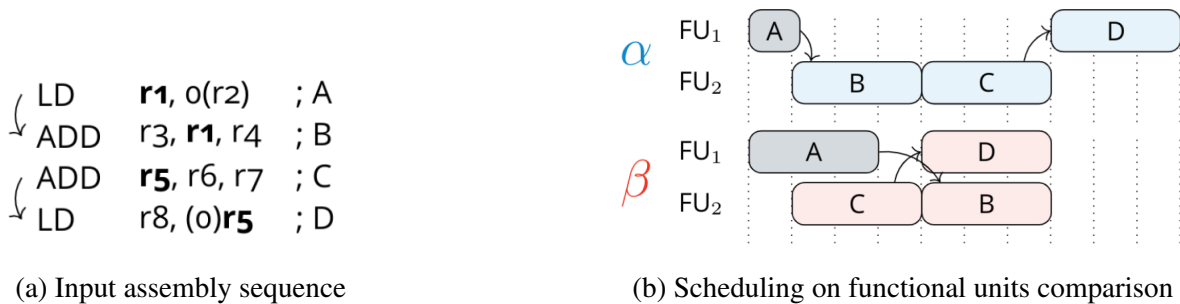 LD r1, 0(r2) ; A
ADD r3, r1, r4 ; B
ADD r5, r6, r7 ; C
LD r8, (0)r5 ; D
(a) Input assembly sequence
α
FU1 A D
FU2 B C
β
FU1 A D
FU2 C B
(b) Scheduling on functional units comparison